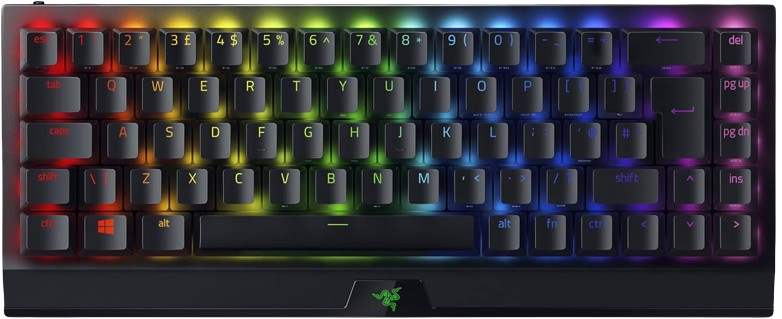 esc 1 2 " 3 £ 4 $ 5 % 6 ^ 7 & 8 * 9 ( 0 ) - _ = + ← del
tab Q W E R T Y U I O P [ { ] } pg up
caps A S D F G H J K L ; : ' @ # ~ ↵ pg dn
shift \ | Z X C V B N M , < . > / ? shift ^ ins
ctrl alt — alt fn ctrl < ˅ >